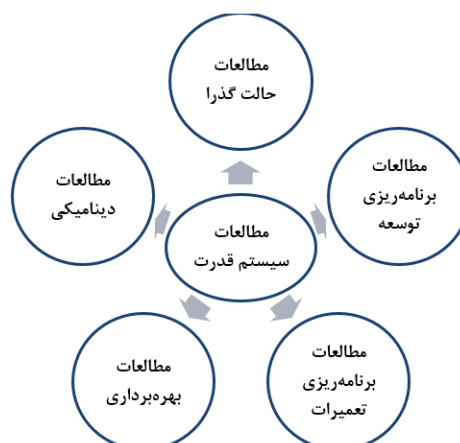 مطالعات
حالت گذرا
مطالعات
برنامه‌ریزی
توسعه
مطالعات
دینامیکی
مطالعات
سیستم قدرت
مطالعات
برنامه‌ریزی
تعمیرات
مطالعات
بهره‌برداری